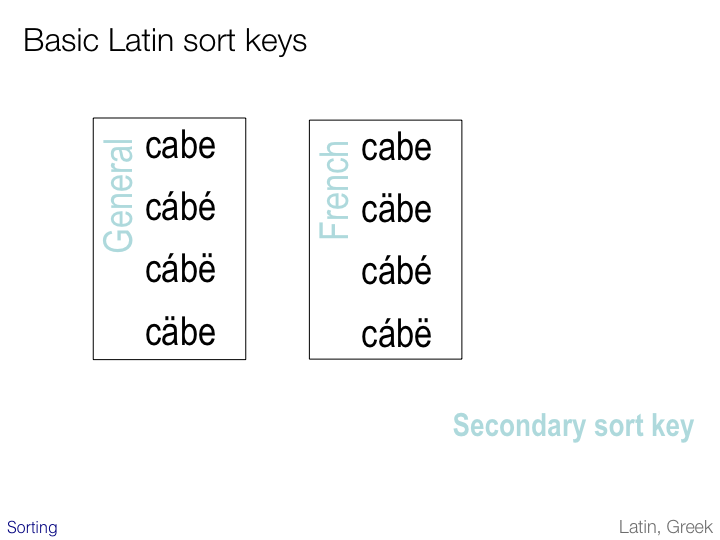 Basic Latin sort keys
General
cabe
cábé
cábë
cäbe
French
cabe
cäbe
cábé
cábë
Secondary sort key
Sorting
Latin, Greek